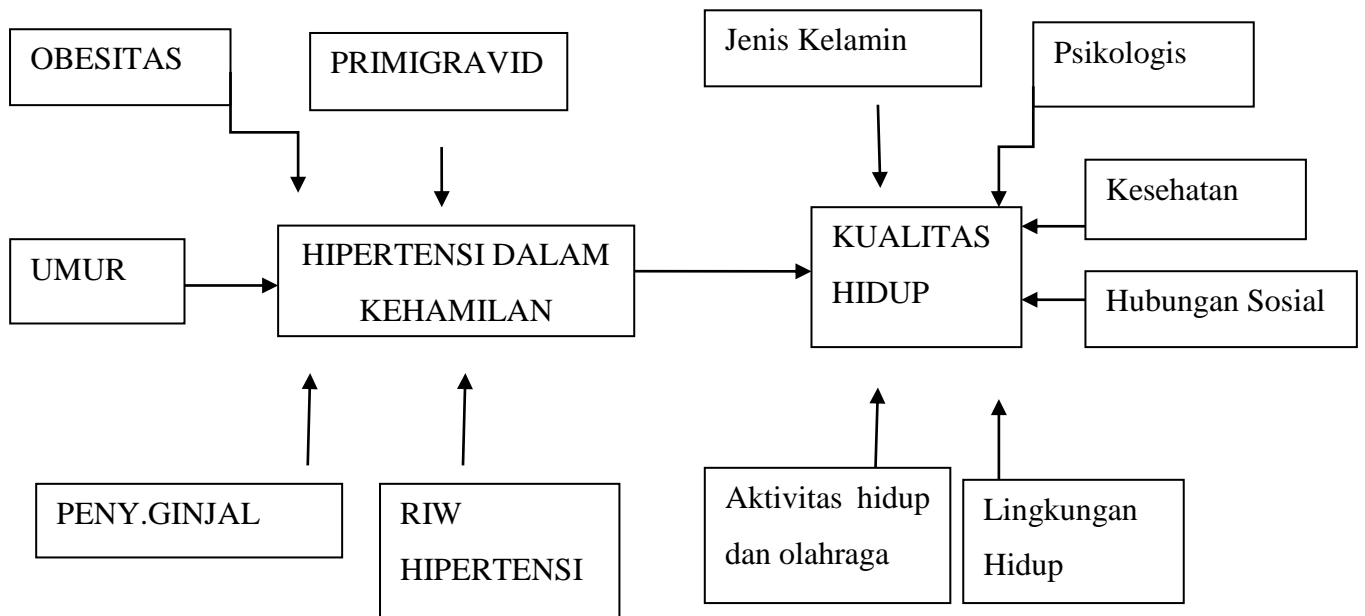 OBESITAS
PRIMIGRAVID
Jenis Kelamin
Psikologis
Kesehatan
UMUR
HIPERTENSI DALAM
KEHAMILAN
KUALITAS
HIDUP
Hubungan Sosial
PENY.GINJAL
RIW
HIPERTENSI
Aktivitas hidup
dan olahraga
Lingkungan
Hidup